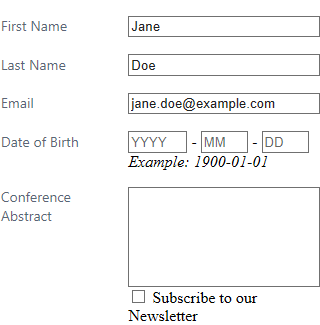 First Name Jane
Last Name Doe
Email jane.doe@example.com
Date of Birth YYYY - MM - DD
Example: 1900-01-01
Conference
Abstract
Subscribe to our
Newsletter